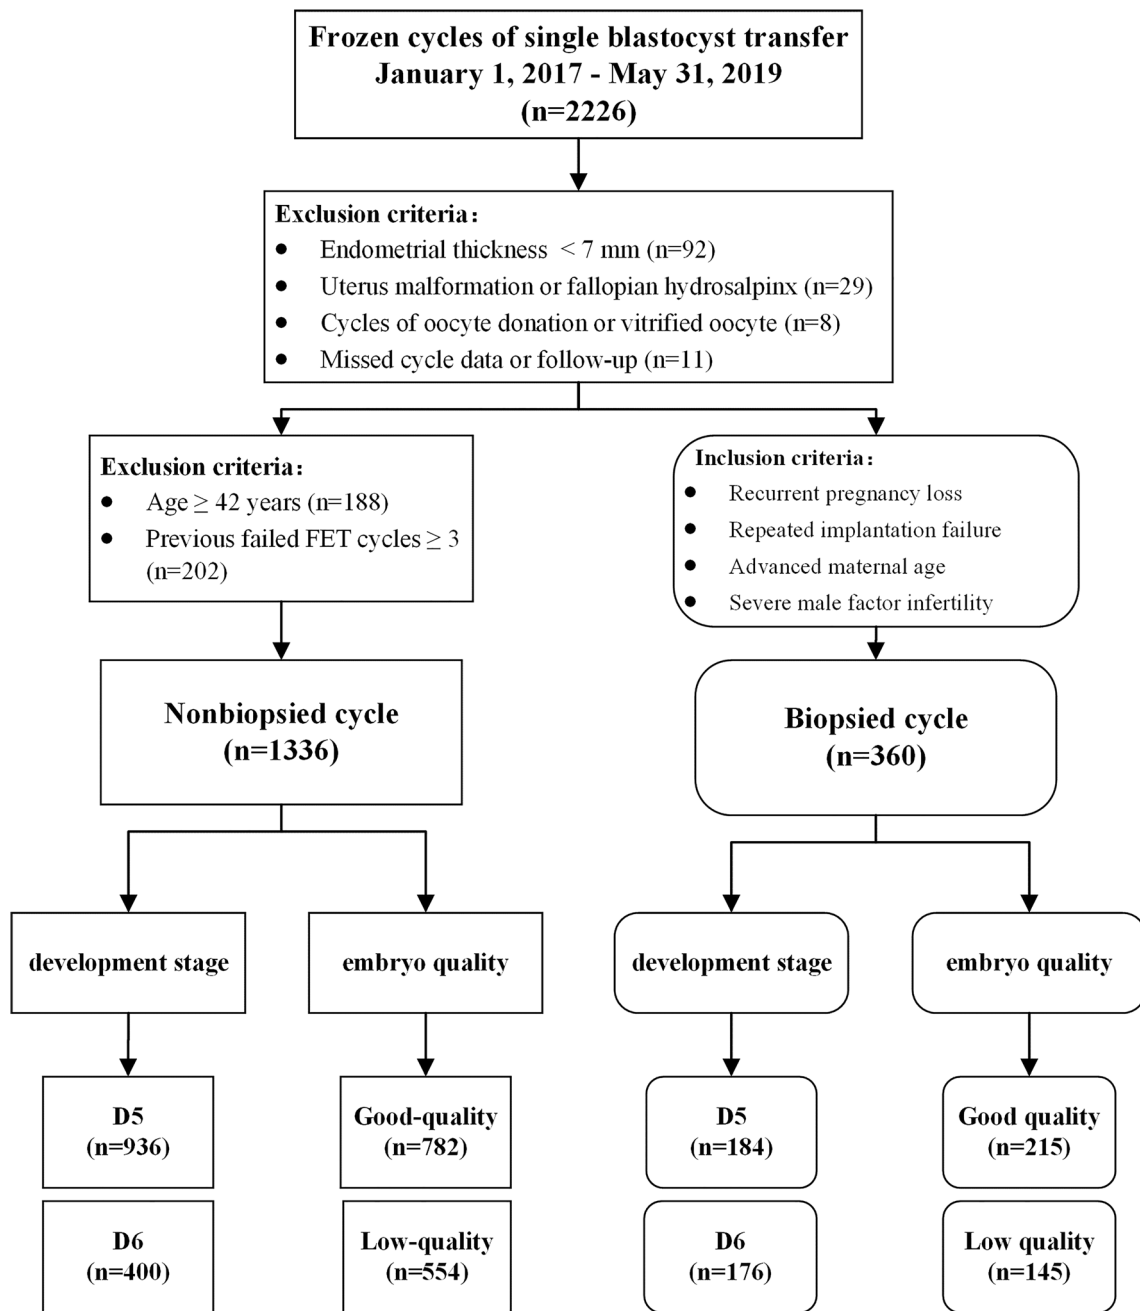 Frozen cycles of single blastocyst transfer
January 1, 2017 - May 31, 2019
(n=2226)
Exclusion criteria：
● Endometrial thickness < 7 mm (n=92)
● Uterus malformation or fallopian hydrosalpinx (n=29)
● Cycles of oocyte donation or vitrified oocyte (n=8)
● Missed cycle data or follow-up (n=11)
Exclusion criteria：
● Age ≥ 42 years (n=188)
● Previous failed FET cycles ≥ 3
(n=202)
Inclusion criteria：
● Recurrent pregnancy loss
● Repeated implantation failure
● Advanced maternal age
● Severe male factor infertility
Nonbiopsied cycle
(n=1336)
Biopsied cycle
(n=360)
development stage
embryo quality
development stage
embryo quality
D5
(n=936)
Good-quality
(n=782)
D5
(n=184)
Good quality
(n=215)
D6
(n=400)
Low-quality
(n=554)
D6
(n=176)
Low quality
(n=145)